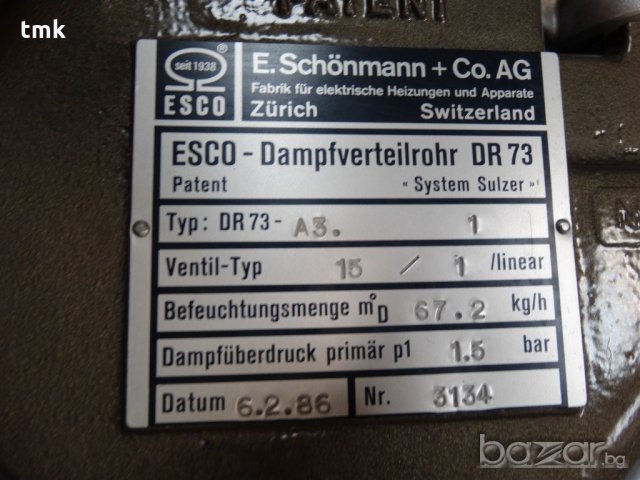 PATENT
tmk
seit 1938
ESCO
E. Schönmann + Co. AG
Fabrik für elektrische Heizungen und Apparate
Zürich Switzerland
ESCO - Dampfverteilrohr DR 73
Patent « System Sulzer »
Typ: DR 73- A3. 1
Ventil-Typ 15 / 1 /linear
Befeuchtungsmenge m°D 67.2 kg/h
Dampfüberdruck primär p1 1.5 bar
Datum 6.2.86 Nr. 3134
bazar.bg